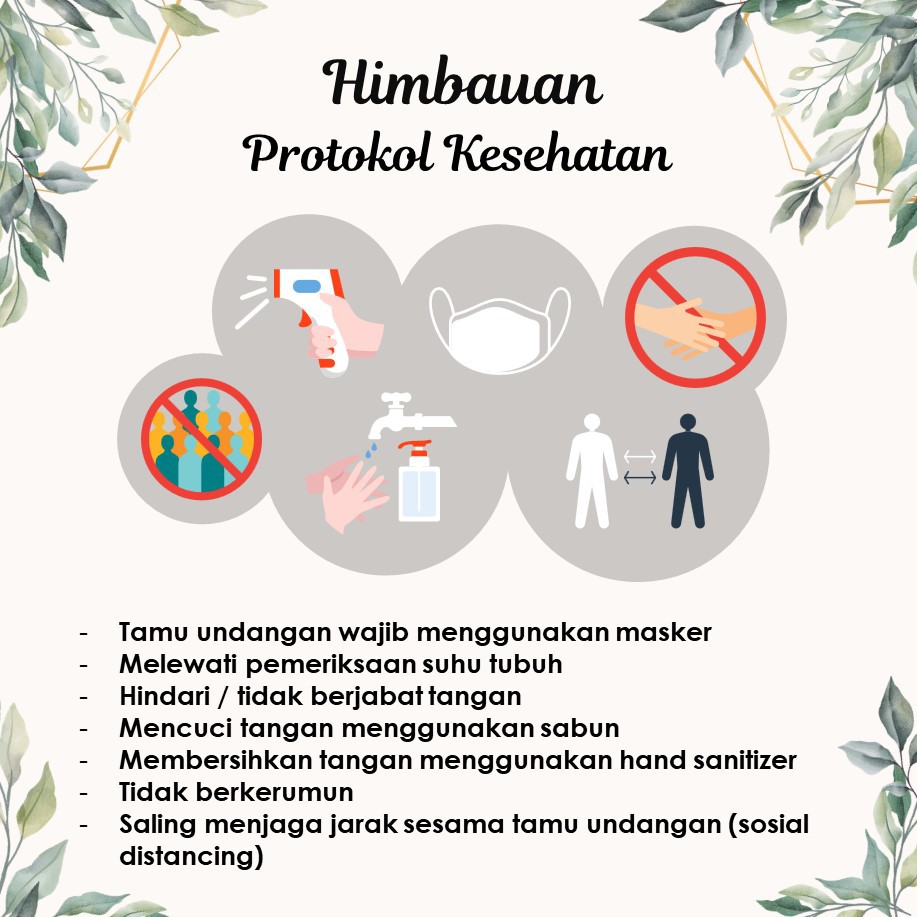 Himbauan
Protokol Kesehatan
- Tamu undangan wajib menggunakan masker
- Melewati pemeriksaan suhu tubuh
- Hindari / tidak berjabat tangan
- Mencuci tangan menggunakan sabun
- Membersihkan tangan menggunakan hand sanitizer
- Tidak berkerumun
- Saling menjaga jarak sesama tamu undangan (sosial
distancing)